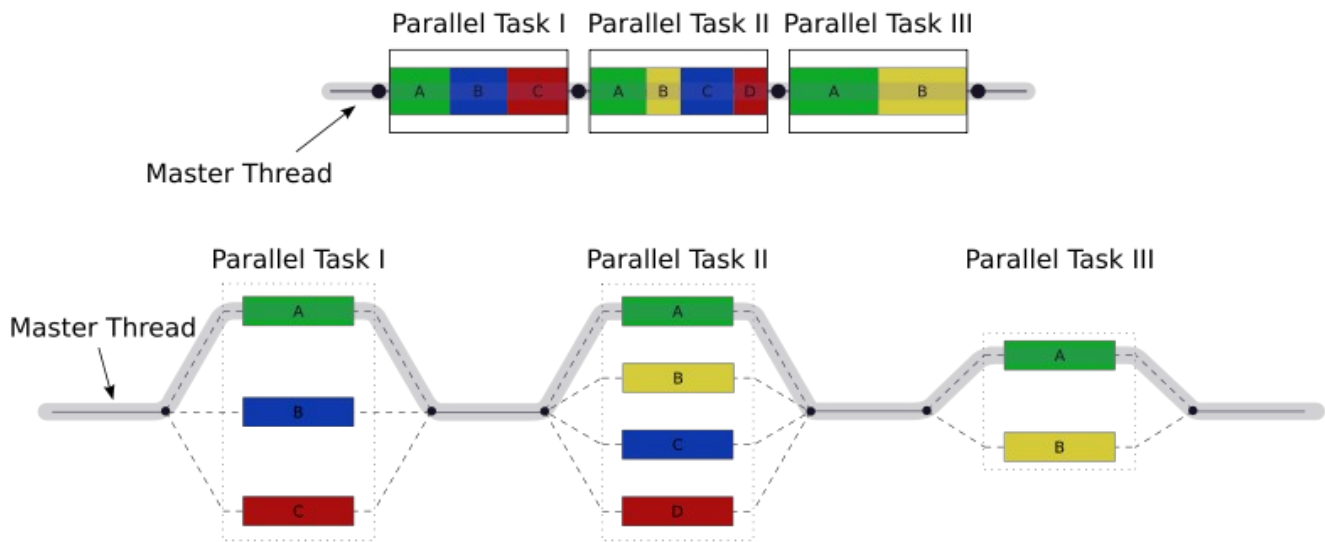 Parallel Task I Parallel Task II Parallel Task III
A B C A B C D A B
Master Thread
Parallel Task I Parallel Task II Parallel Task III
A A
Master Thread
A
B
B
C
B
C D